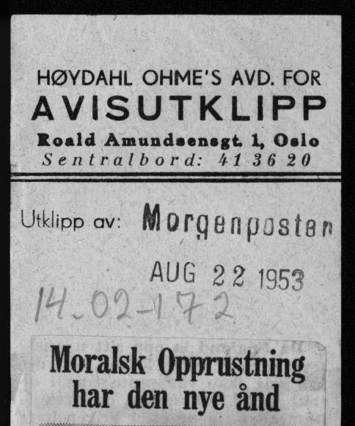 HØYDAHL OHME'S AVD. FOR
AVISUTKLIPP
Roald Amundsensgt. 1, Oslo
Sentralbord: 41 36 20
Utklipp av: Morgenposten
AUG 22 1953
14.02-172
Moralsk Opprustning
har den nye ånd